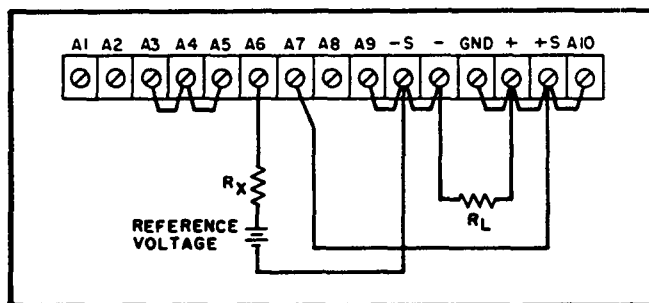 A1 A2 A3 A4 A5 A6 A7 A8 A9 -S - GND + +S A10
RX
REFERENCE
VOLTAGE
RL